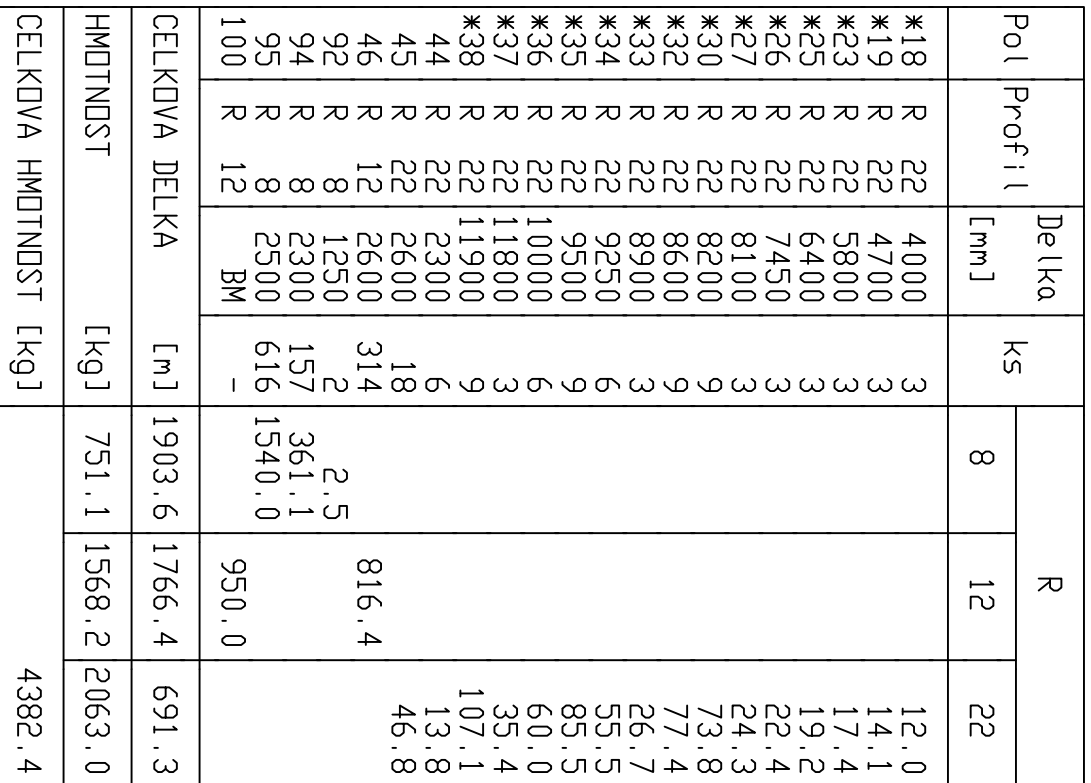 Pol Profil Delka [mm] ks R
8 12 22
*18 R 22 4000 3 12.0
*19 R 22 4700 3 14.1
*23 R 22 5800 3 17.4
*25 R 22 6400 3 19.2
*26 R 22 7450 3 22.4
*27 R 22 8100 3 24.3
*30 R 22 8200 9 73.8
*32 R 22 8600 9 77.4
*33 R 22 8900 3 26.7
*34 R 22 9250 6 55.5
*35 R 22 9500 9 85.5
*36 R 22 10000 6 60.0
*37 R 22 11800 3 35.4
*38 R 22 11900 9 107.1
44 R 22 2300 6 13.8
45 R 22 2600 18 46.8
46 R 12 2600 314 816.4
92 R 8 1250 2 2.5
94 R 8 2300 157 361.1
95 R 8 2500 616 1540.0
100 R 12 BM - 950.0
CELKOVA DELKA [m] 1903.6 1766.4 691.3
HMOTNOST [kg] 751.1 1568.2 2063.0
CELKOVA HMOTNOST [kg] 4382.4